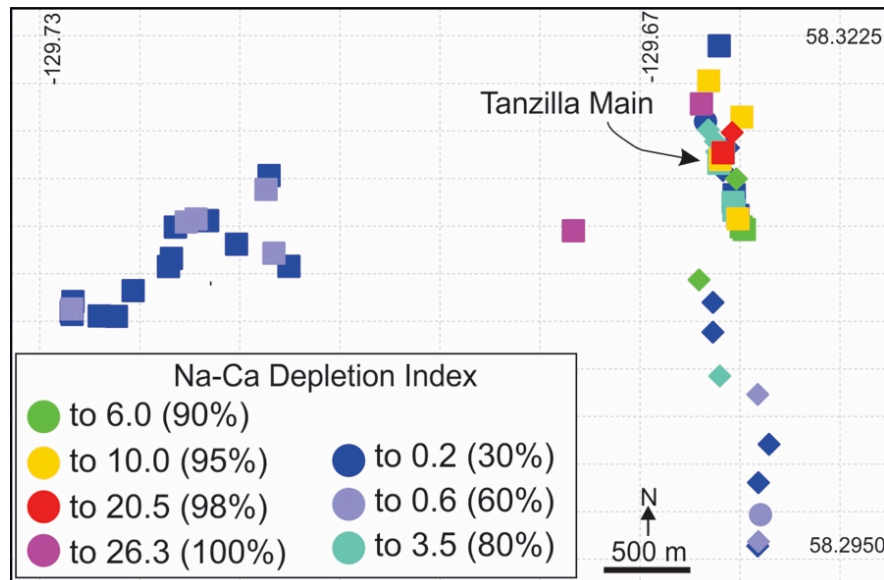 -129.73
-129.67
58.3225
Tanzilla Main
Na-Ca Depletion Index
to 6.0 (90%)
to 10.0 (95%)
to 20.5 (98%)
to 26.3 (100%)
to 0.2 (30%)
to 0.6 (60%)
to 3.5 (80%)
N
500 m
58.2950